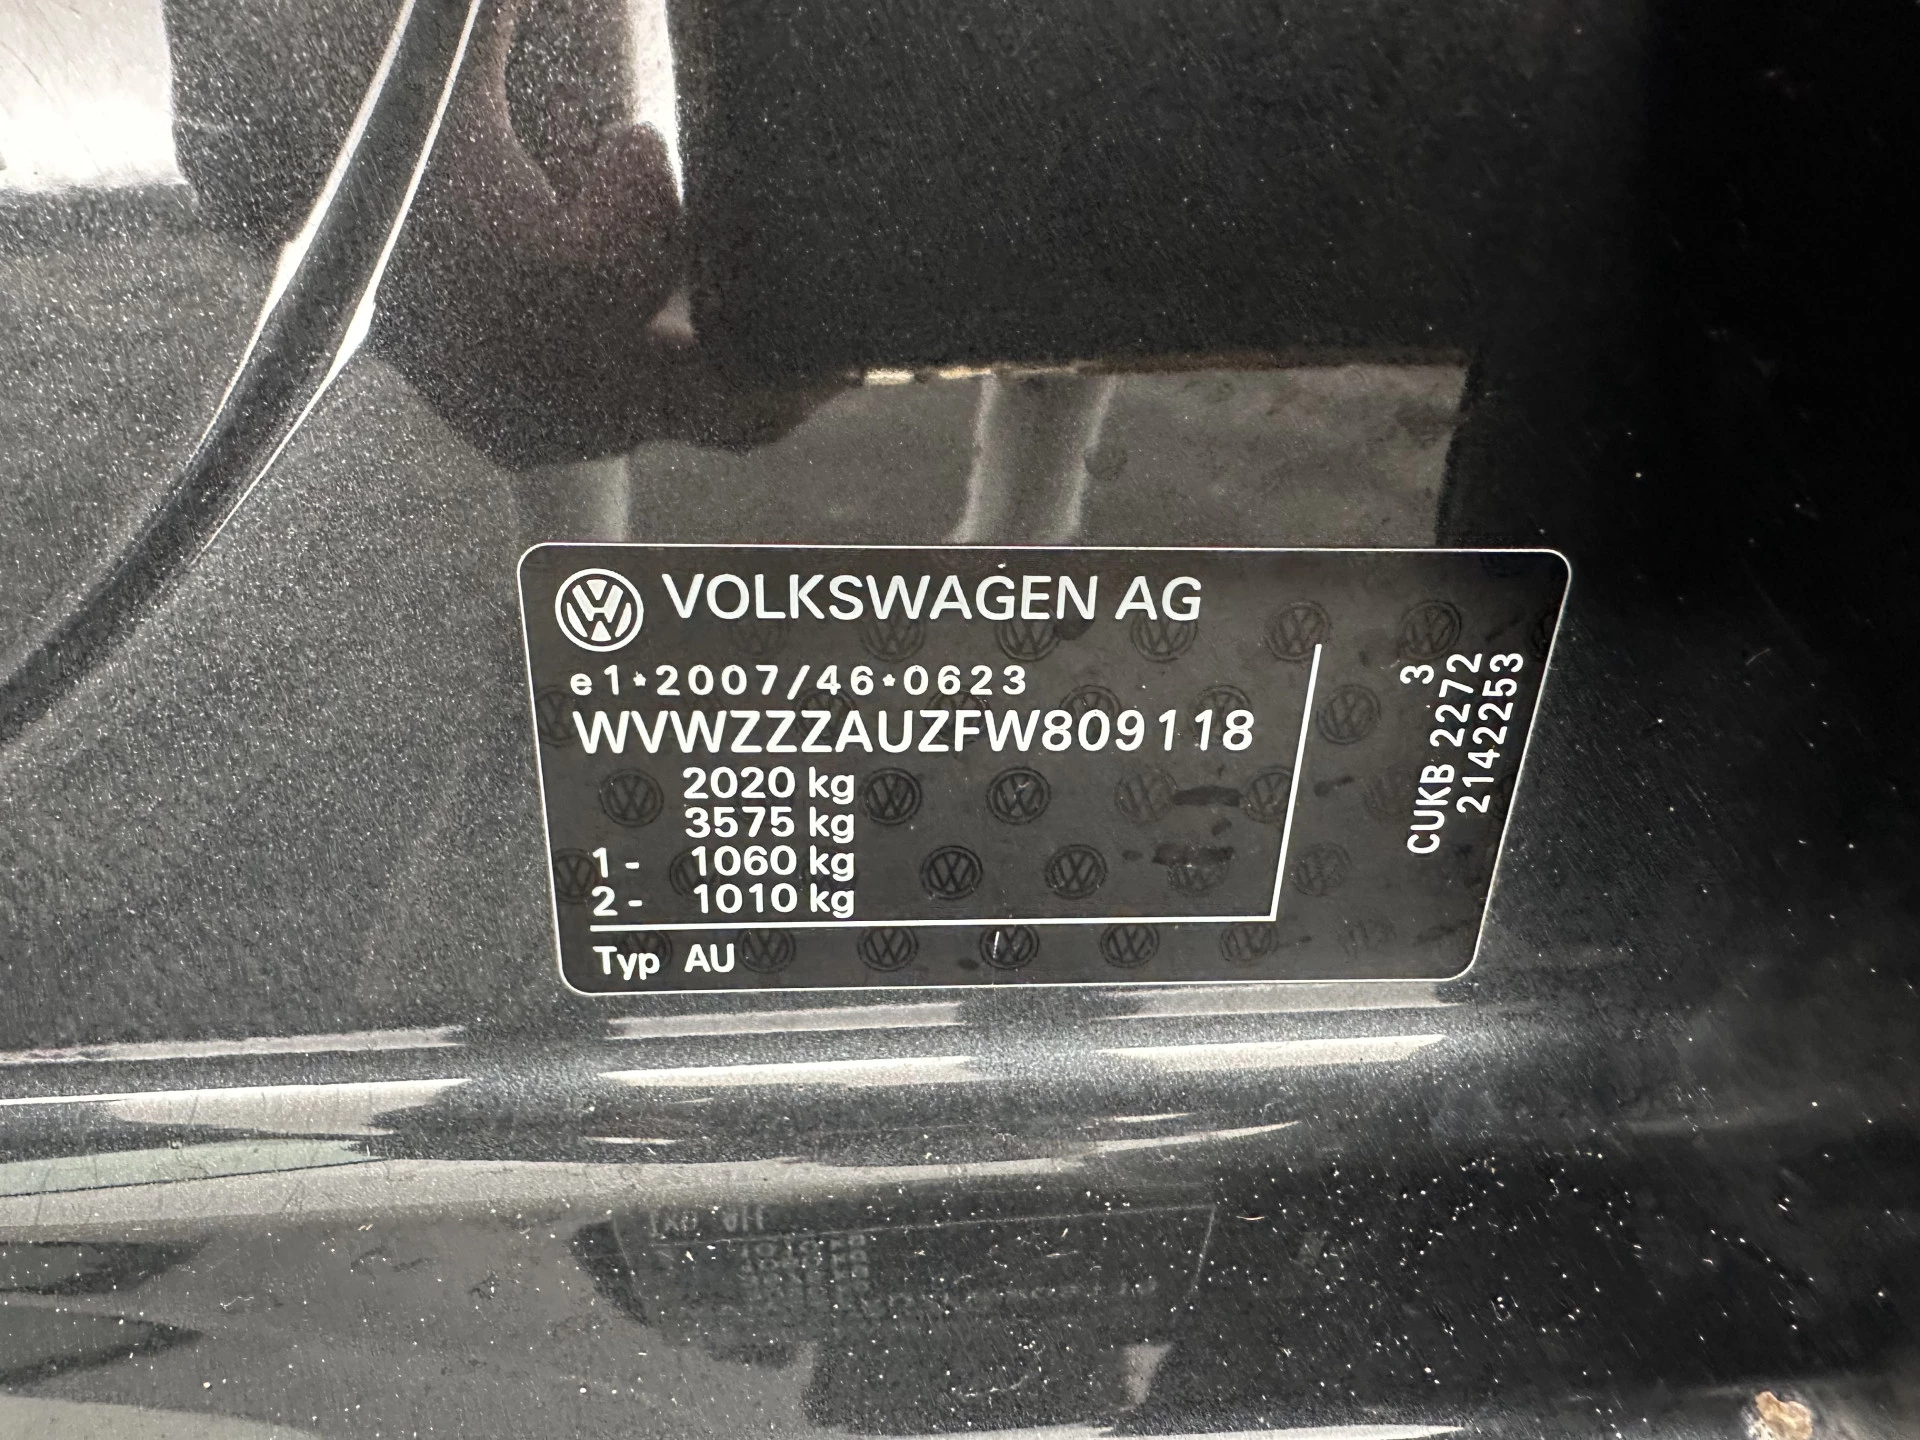 VOLKSWAGEN AG
e1*2007/46*0623
WVWZZZAUZFW809118
2020 kg
3575 kg
1- 1060 kg
2- 1010 kg
Typ AU
3
CUKB 2272
2142253